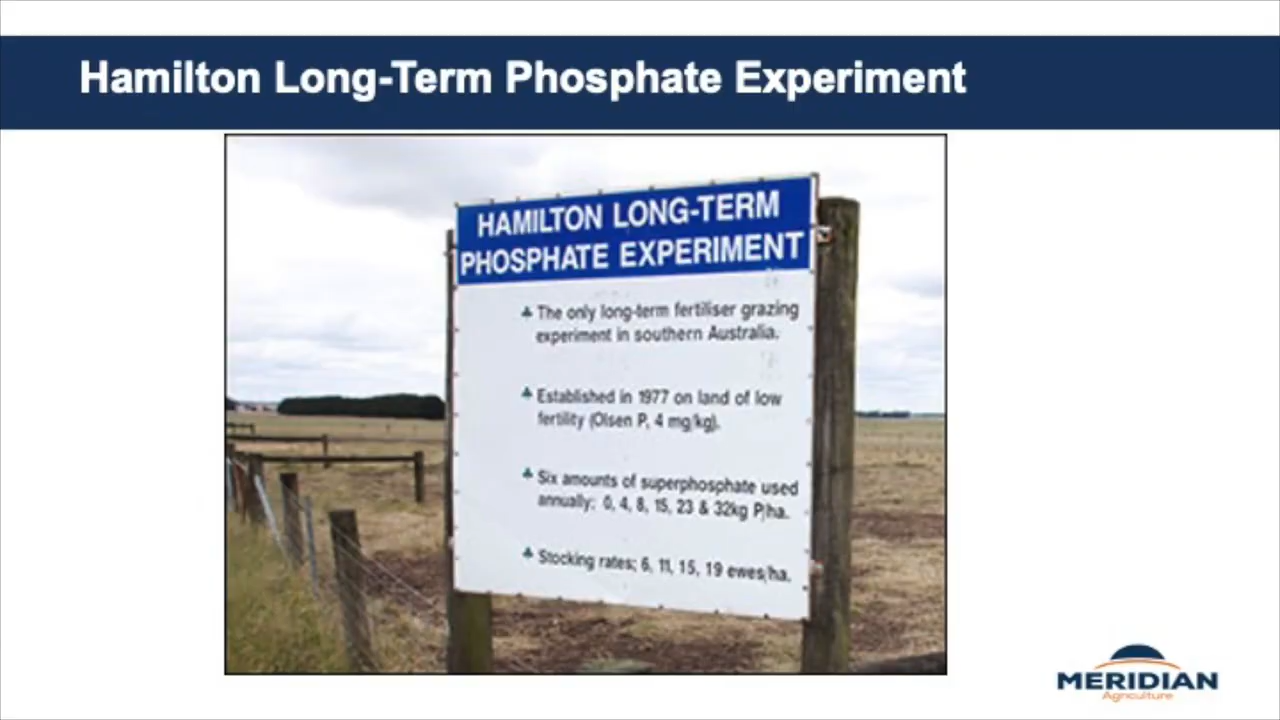 Hamilton Long-Term Phosphate Experiment
HAMILTON LONG-TERM
PHOSPHATE EXPERIMENT
The only long-term fertiliser grazing
experiment in southern Australia.
Established in 1977 on land of low
fertility (Olsen P, 4 mg/kg).
Six amounts of superphosphate used
annually: 0, 4, 8, 15, 23 & 32kg P/ha.
Stocking rates; 6, 11, 15, 19 ewes/ha.
MERIDIAN
Agriculture